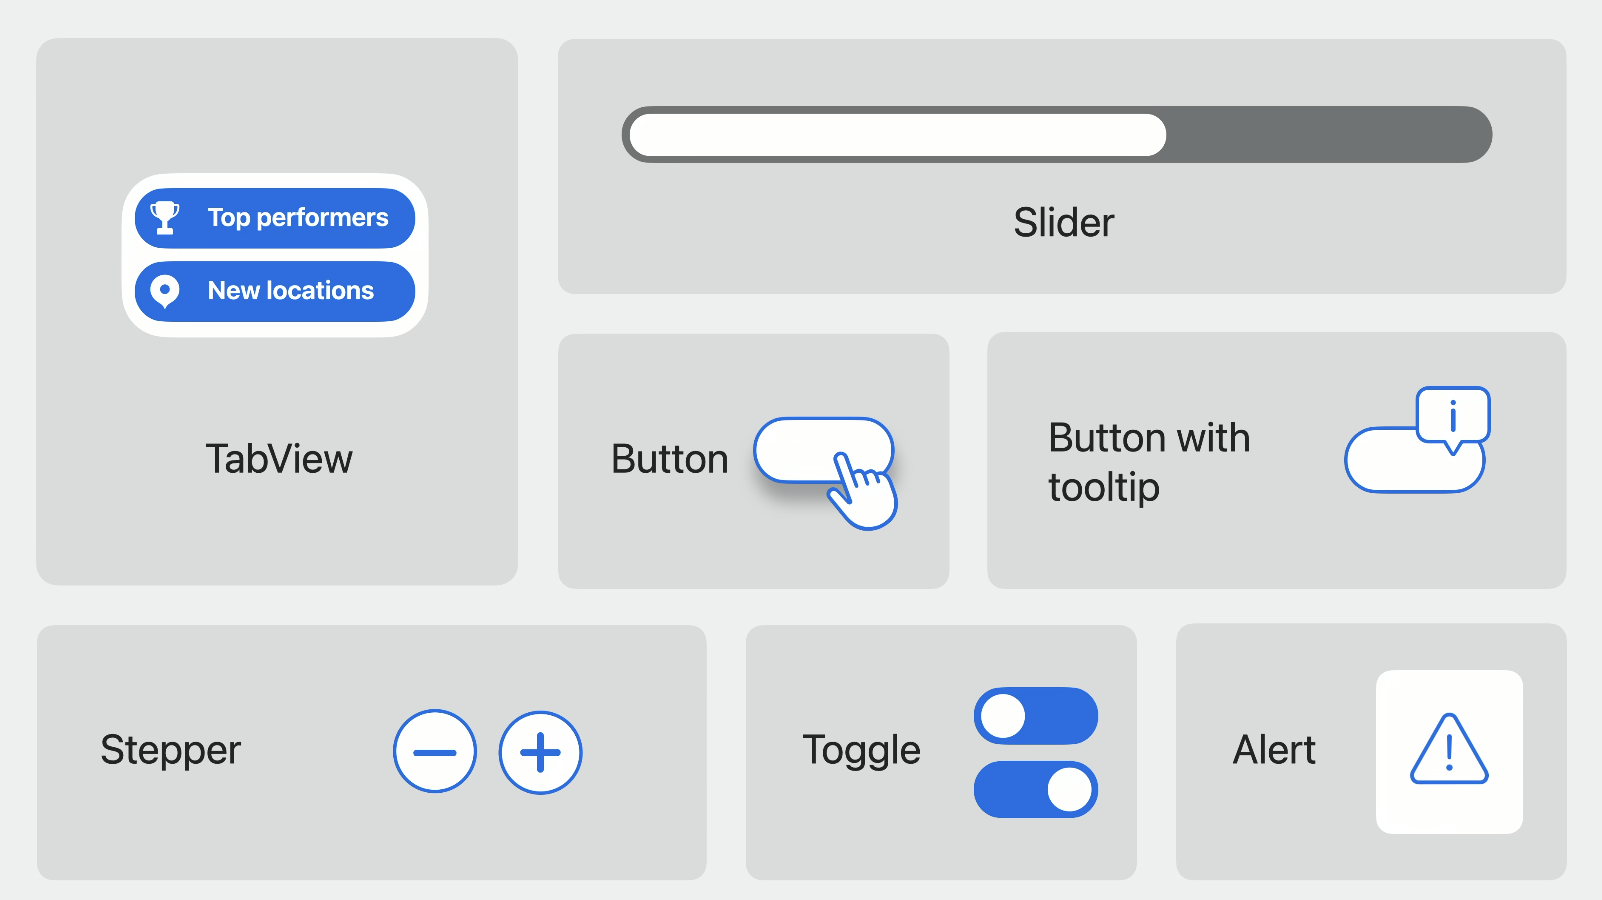 Top performers
New locations
TabView
Slider
Button
Button with
tooltip
Stepper
Toggle
Alert